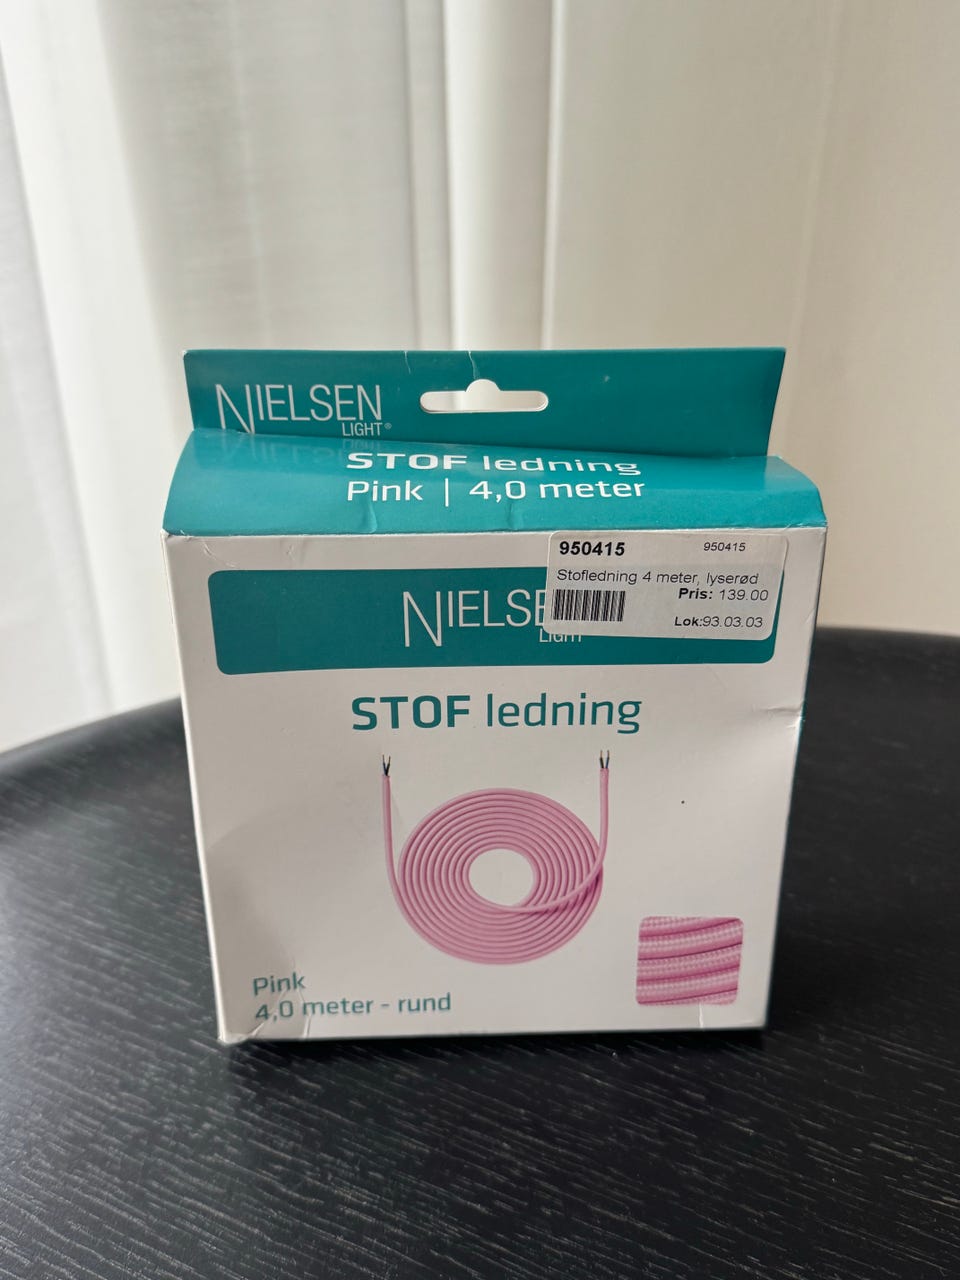 NIELSEN
LIGHT®
STOF ledning
Pink | 4,0 meter
950415 950415
Stofledning 4 meter, lyserød
Pris: 139.00
Lok:93.03.03
NIELSE
LIGHT
STOF ledning
Pink
4,0 meter - rund